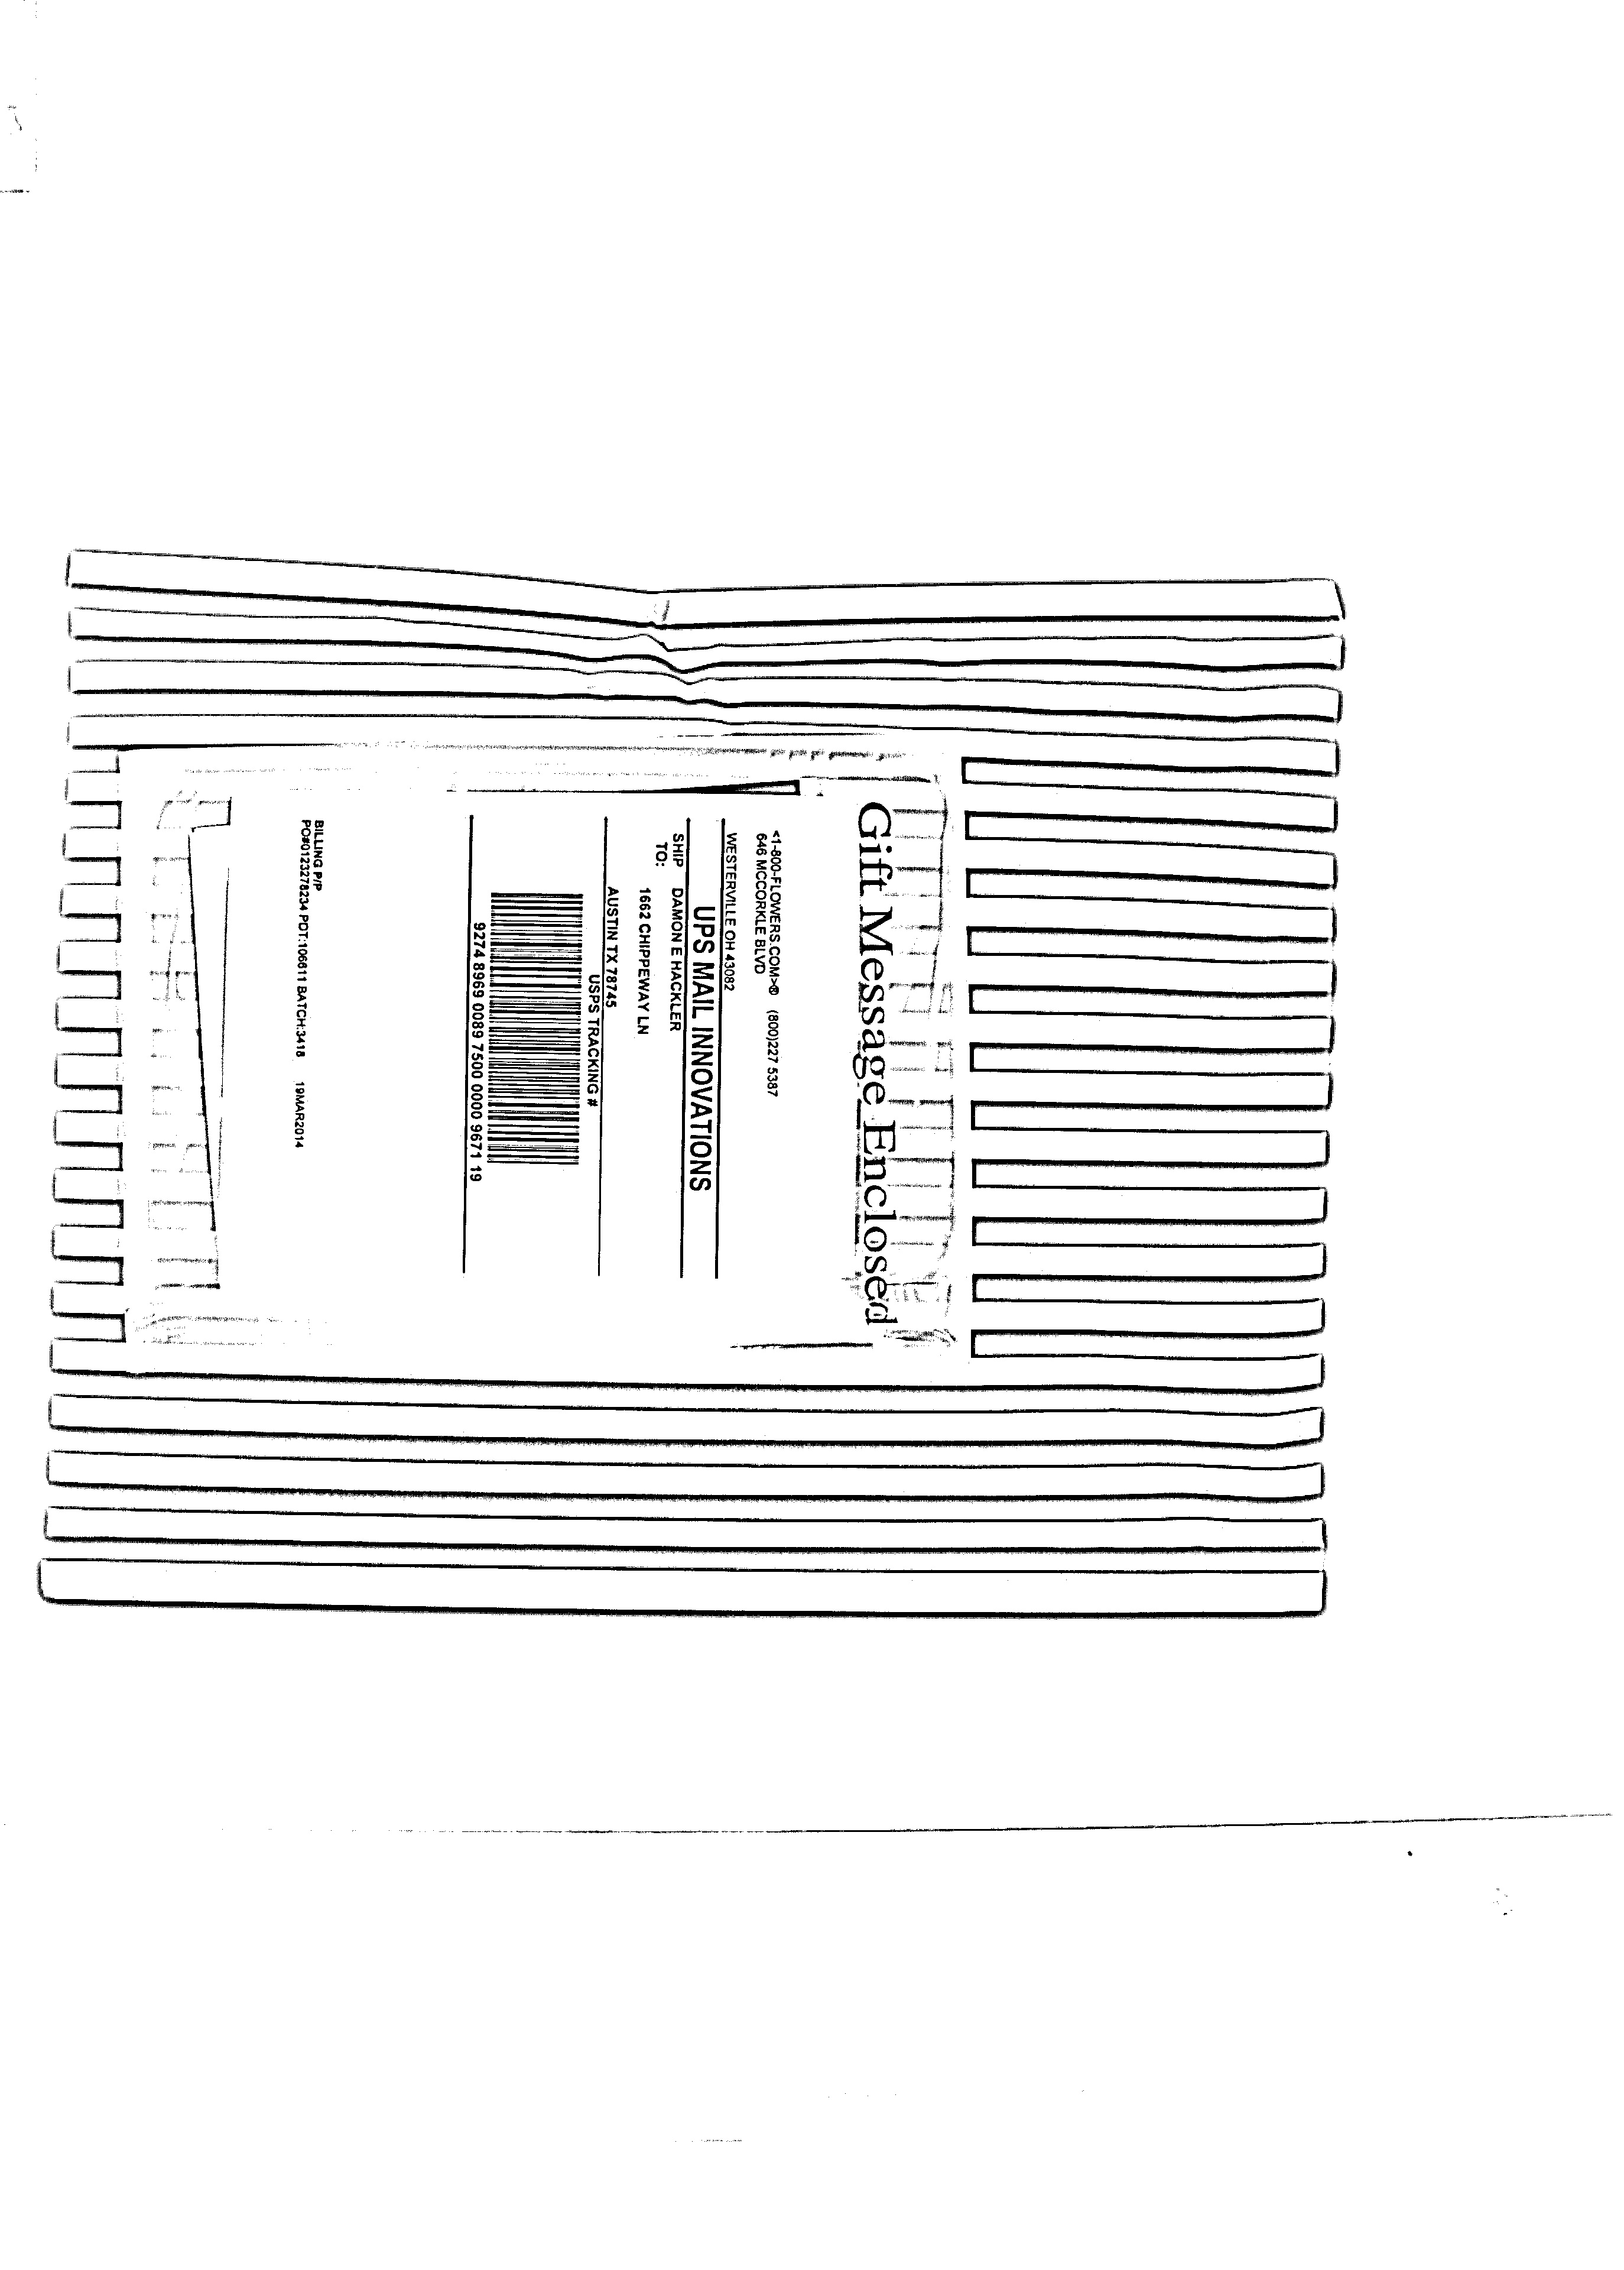 Gift Message Enclosed
<1-800-FLOWERS.COM>® (800)227 5387
646 MCCORKLE BLVD
WESTERVILLE OH 43082
UPS MAIL INNOVATIONS
SHIP DAMON E HACKLER
TO:
1662 CHIPPEWAY LN
AUSTIN TX 78745
USPS TRACKING #
9274 8969 0089 7500 0000 9671 19
BILLING P/P
PO#0123278234 PDT:106611 BATCH:3418 19MAR2014